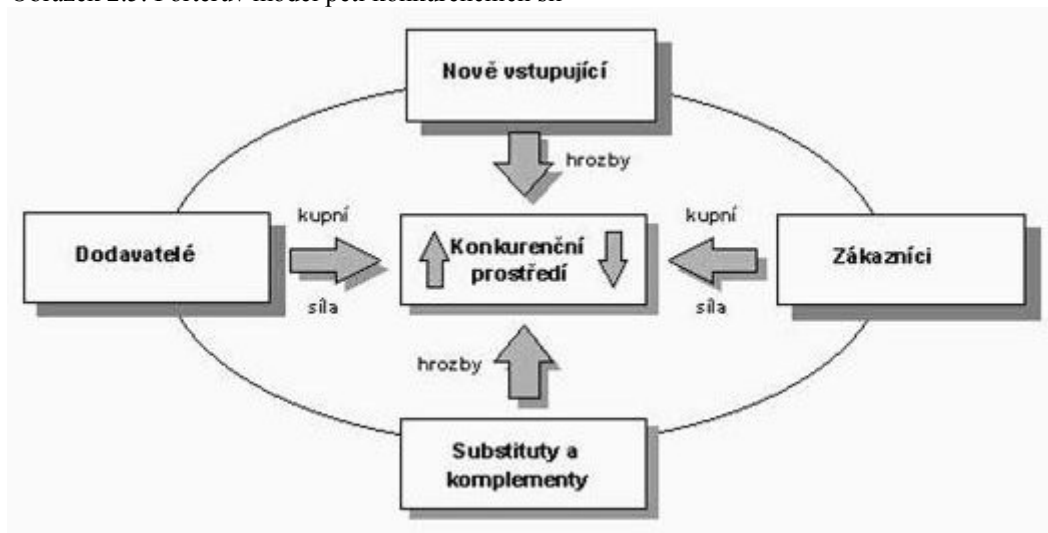 Nově vstupující
hrozby
kupní
kupní
Dodavatelé
Konkurenční
prostředí
Zákazníci
síla
síla
hrozby
Substituty a
komplementy